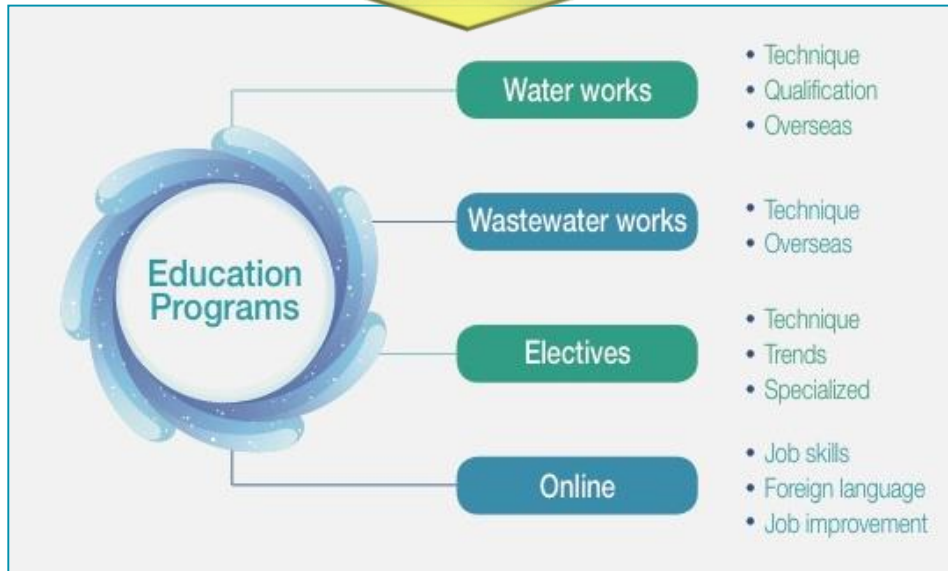 Education
Programs
Water works
• Technique
• Qualification
• Overseas
Wastewater works
• Technique
• Overseas
Electives
• Technique
• Trends
• Specialized
Online
• Job skills
• Foreign language
• Job improvement